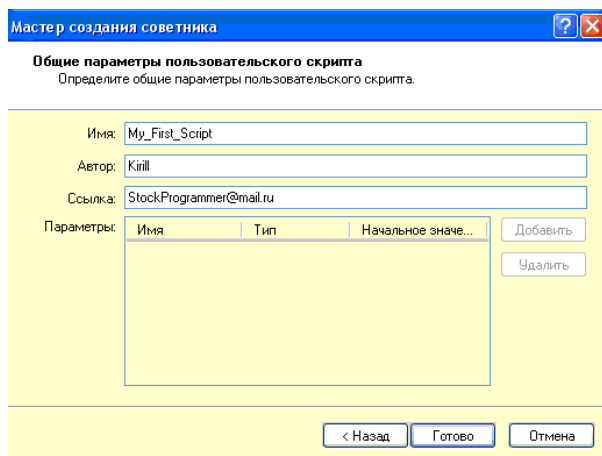 Мастер создания советника
Общие параметры пользовательского скрипта
Определите общие параметры пользовательского скрипта.
Имя: My_First_Script
Автор: Kirill
Ссылка: StockProgrammer@mail.ru
Параметры: Имя Тип Начальное значе... Добавить
Удалить
< Назад Готово Отмена